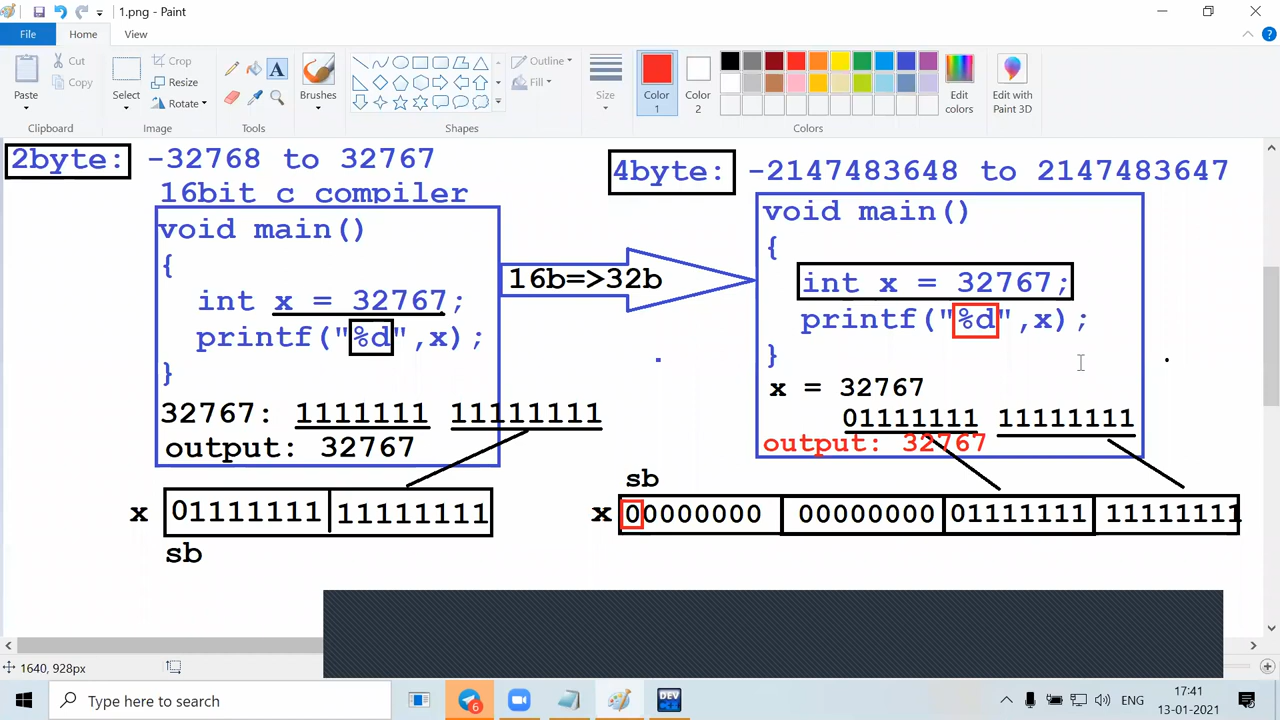 1.png - Paint
File
Home
View
Paste
Cut
Copy
Clipboard
Select
Crop
Resize
Rotate
Image
Tools
Brushes
Shapes
Outline
Fill
Size
Color
1
Color
2
Colors
Edit
colors
Edit with
Paint 3D
2byte: -32768 to 32767
16bit c compiler
void main()
{
int x = 32767;
printf("%d",x);
}
32767: 1111111 11111111
output: 32767
x 01111111 11111111
sb
16b=>32b
4byte: -2147483648 to 2147483647
void main()
{
int x = 32767;
printf("%d",x);
}
x = 32767
01111111 11111111
output: 32767
sb
x 00000000 00000000 01111111 11111111
1640, 928px
Type here to search
6
DEV
ENG
17:41
13-01-2021